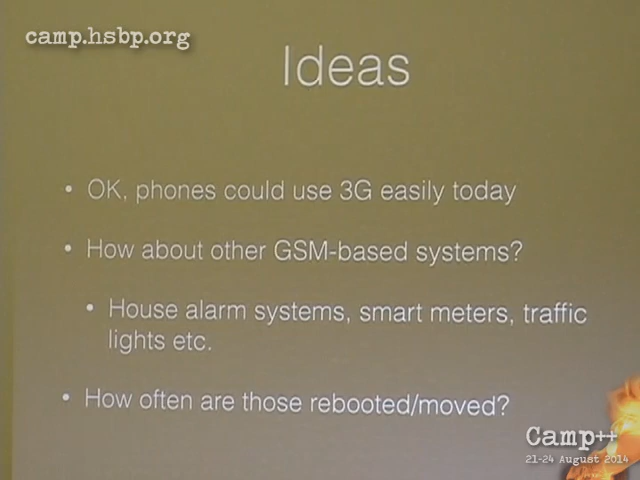 camp.hsbp.org
Ideas
• OK, phones could use 3G easily today
• How about other GSM-based systems?
• House alarm systems, smart meters, traffic
lights etc.
• How often are those rebooted/moved?
Camp++
21-24 August 2014